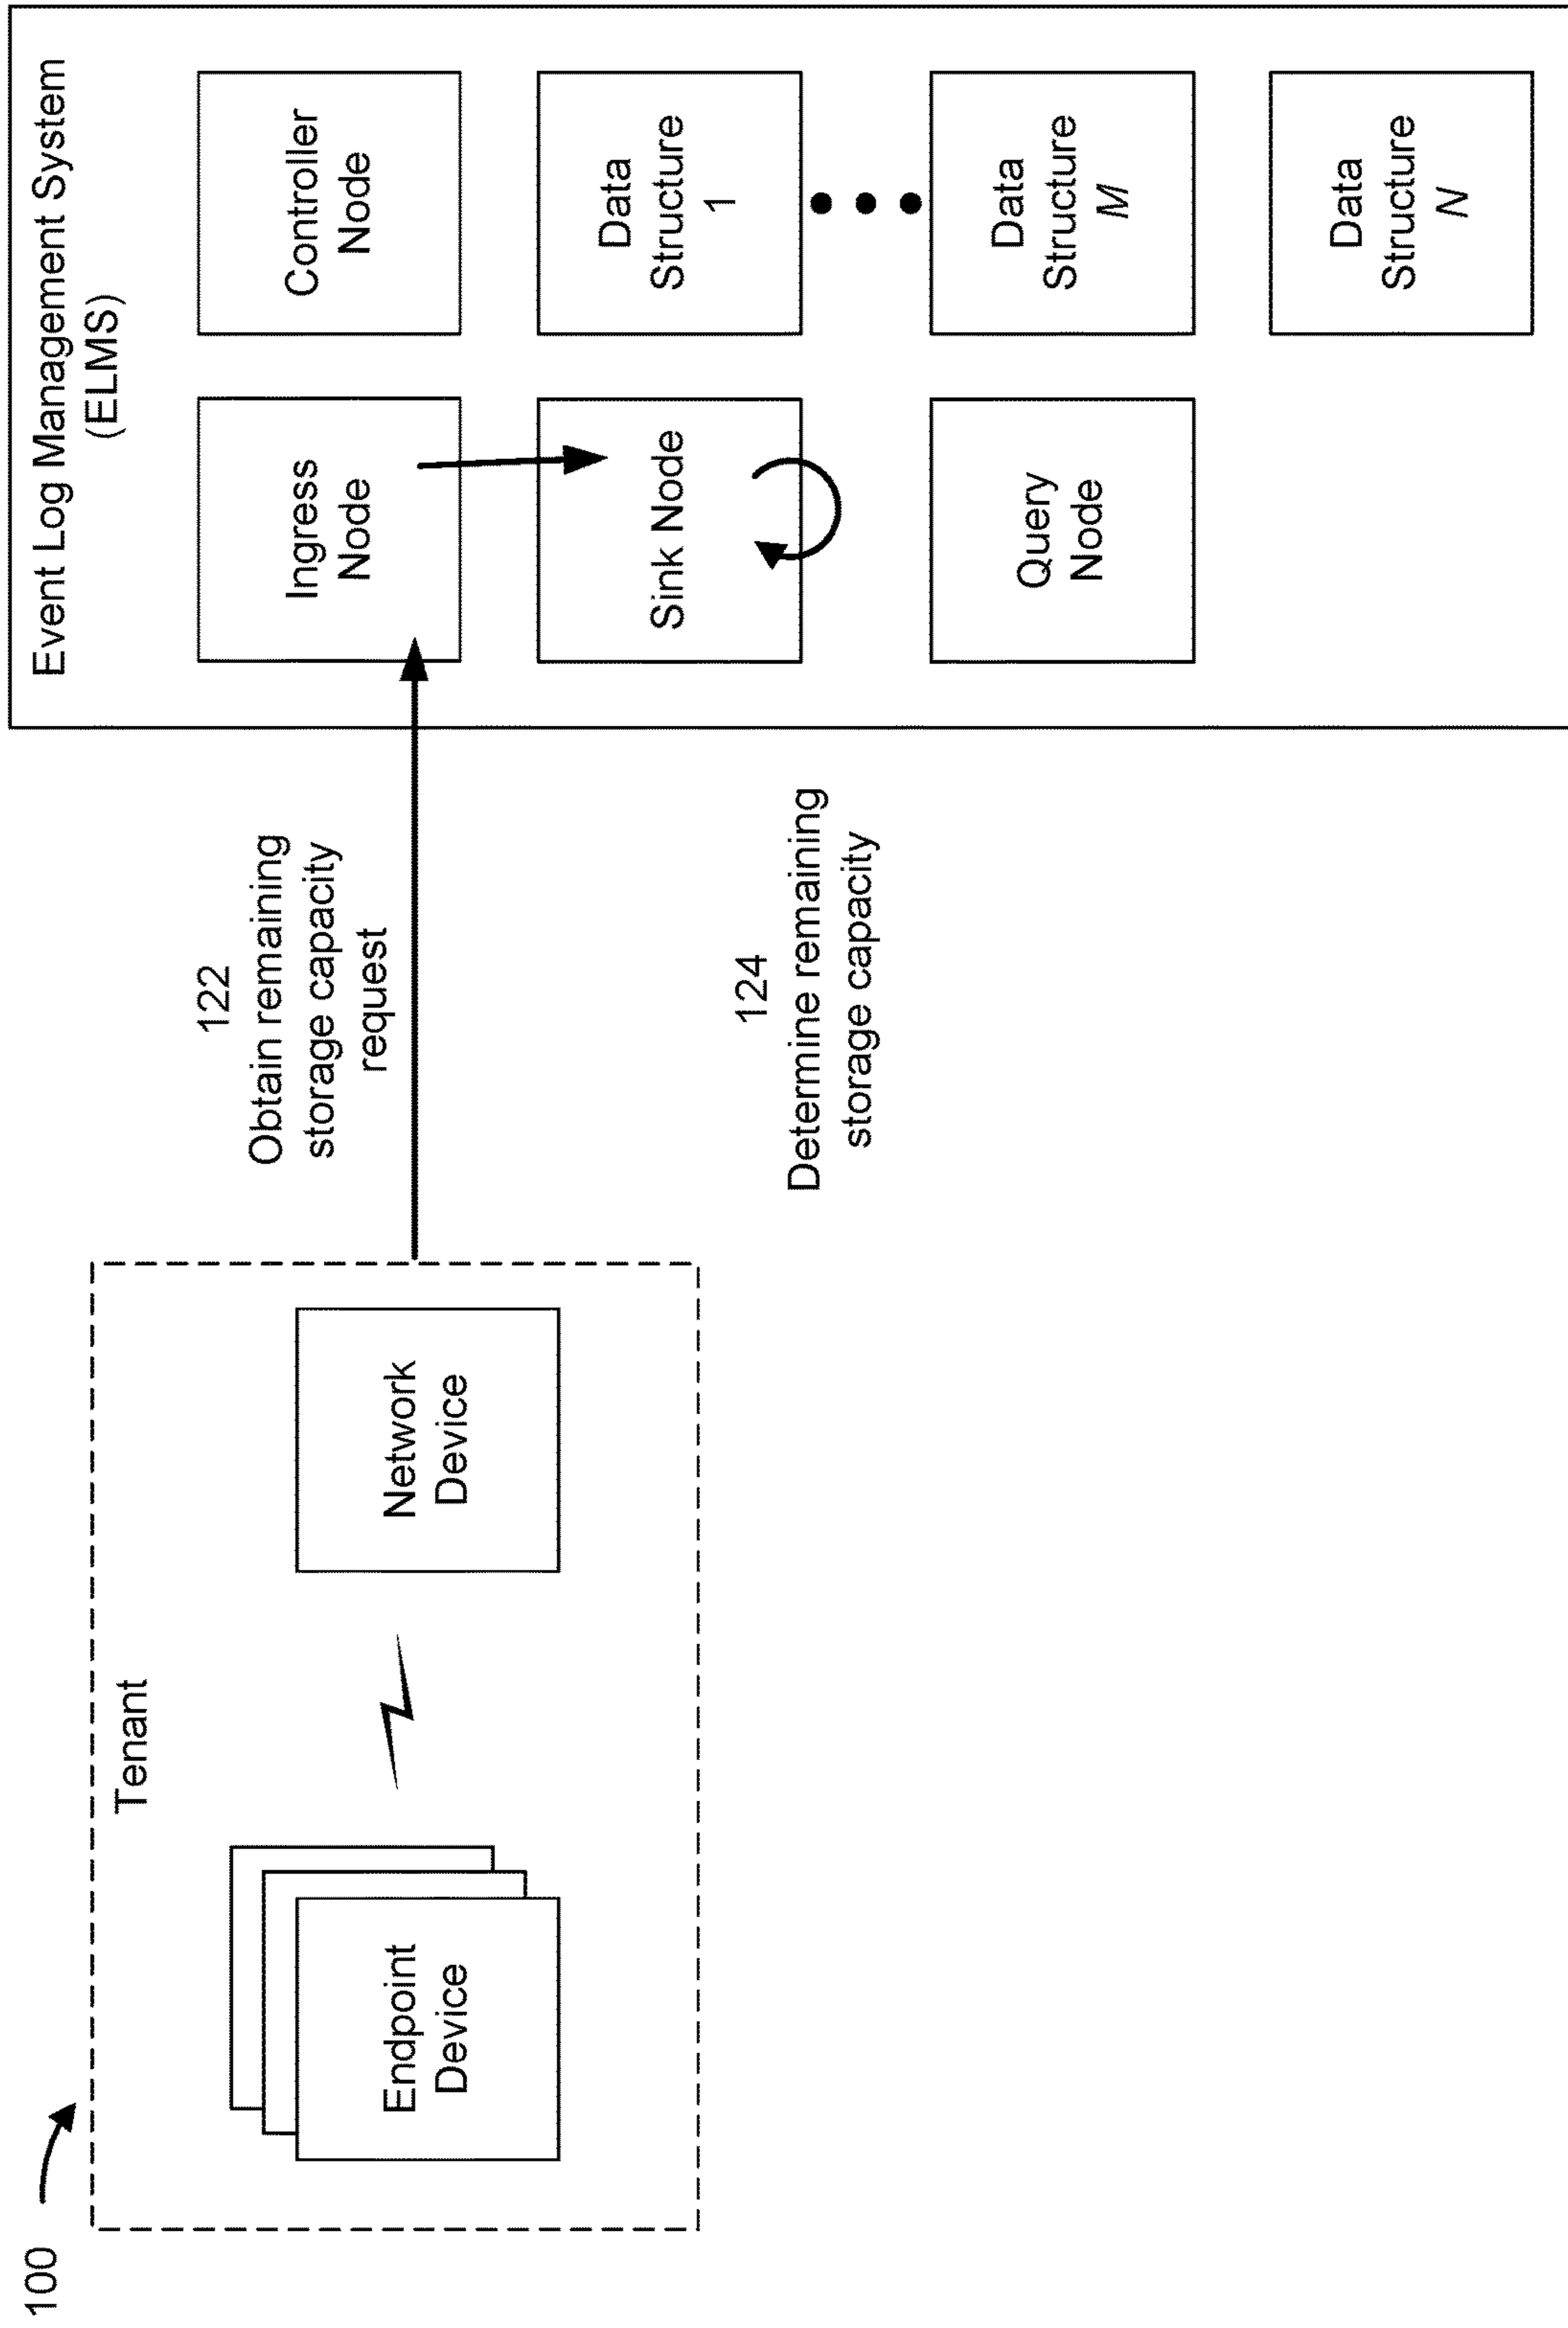 100
Tenant
Endpoint
Device
Network
Device
122
Obtain remaining
storage capacity
request
124
Determine remaining
storage capacity
Event Log Management System
(ELMS)
Ingress
Node
Controller
Node
Sink Node
Data
Structure
1
Query
Node
Data
Structure
M
Data
Structure
N